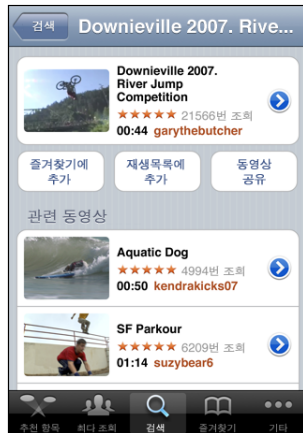 검색
Downieville 2007. Rive...
Downieville 2007.
River Jump
Competition
21566번 조회
00:44 garythebutcher
즐겨찾기에
추가
재생목록에
추가
동영상
공유
관련 동영상
Aquatic Dog
4994번 조회
00:50 kendrakicks07
SF Parkour
6209번 조회
01:14 suzybear6
추천 항목
최다 조회
검색
즐겨찾기
기타